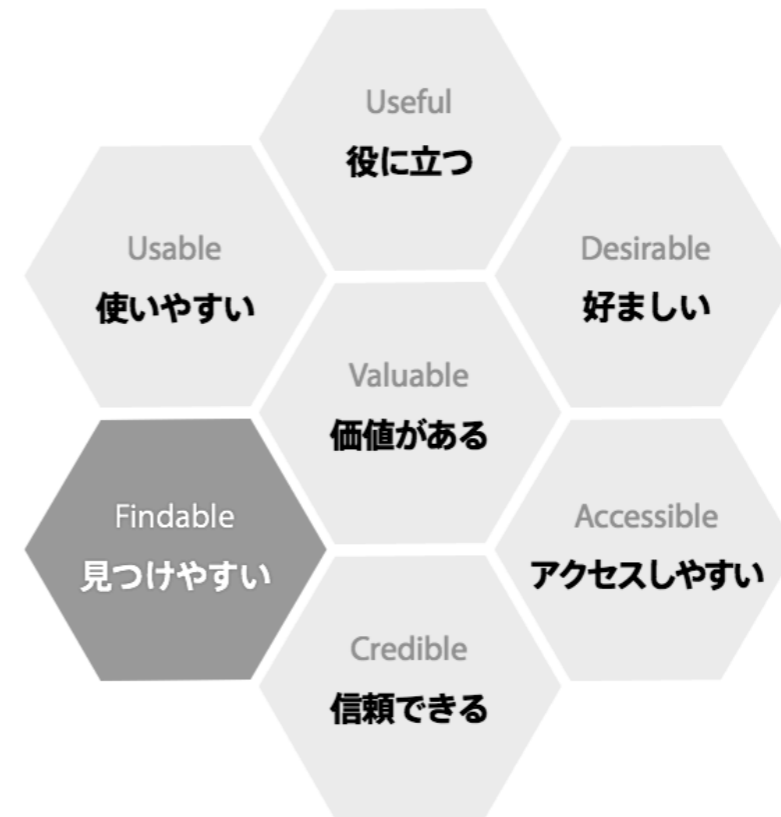 Useful
役に立つ
Usable
使いやすい
Desirable
好ましい
Valuable
価値がある
Findable
見つけやすい
Accessible
アクセスしやすい
Credible
信頼できる